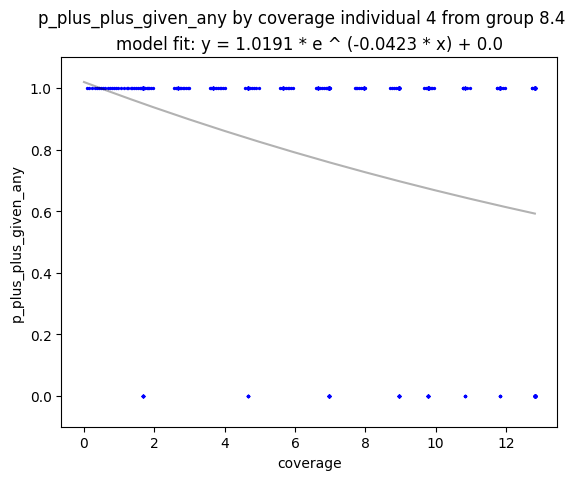 p_plus_plus_given_any by coverage individual 4 from group 8.4
model fit: y = 1.0191 * e ^ (-0.0423 * x) + 0.0
1.0
0.8
0.6
0.4
0.2
0.0
p_plus_plus_given_any
0 2 4 6 8 10 12
coverage